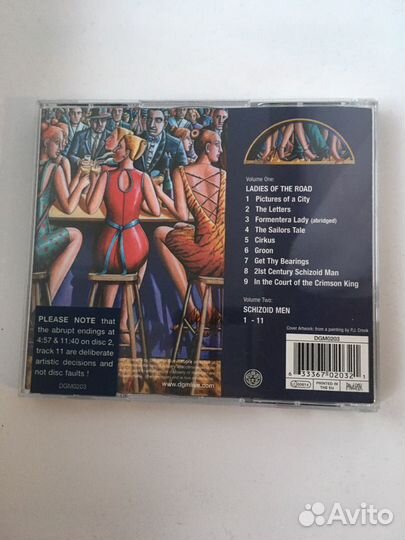 Volume One:
LADIES OF THE ROAD
1 Pictures of a City
2 The Letters
3 Formentera Lady (abridged)
4 The Sailors Tale
5 Cirkus
6 Groon
7 Get Thy Bearings
8 21st Century Schizoid Man
9 In the Court of the Crimson King
Volume Two:
SCHIZOID MEN
1 - 11
Cover Artwork: from a painting by P.J. Crook
PLEASE NOTE that
the abrupt endings at
4:57 & 11:40 on disc 2,
track 11 are deliberate
artistic decisions and
not disc faults !
DGM0203
www.dgmlive.com
DGM0203
6 33367 02032 1
PRINTED IN
THE EU
Avito